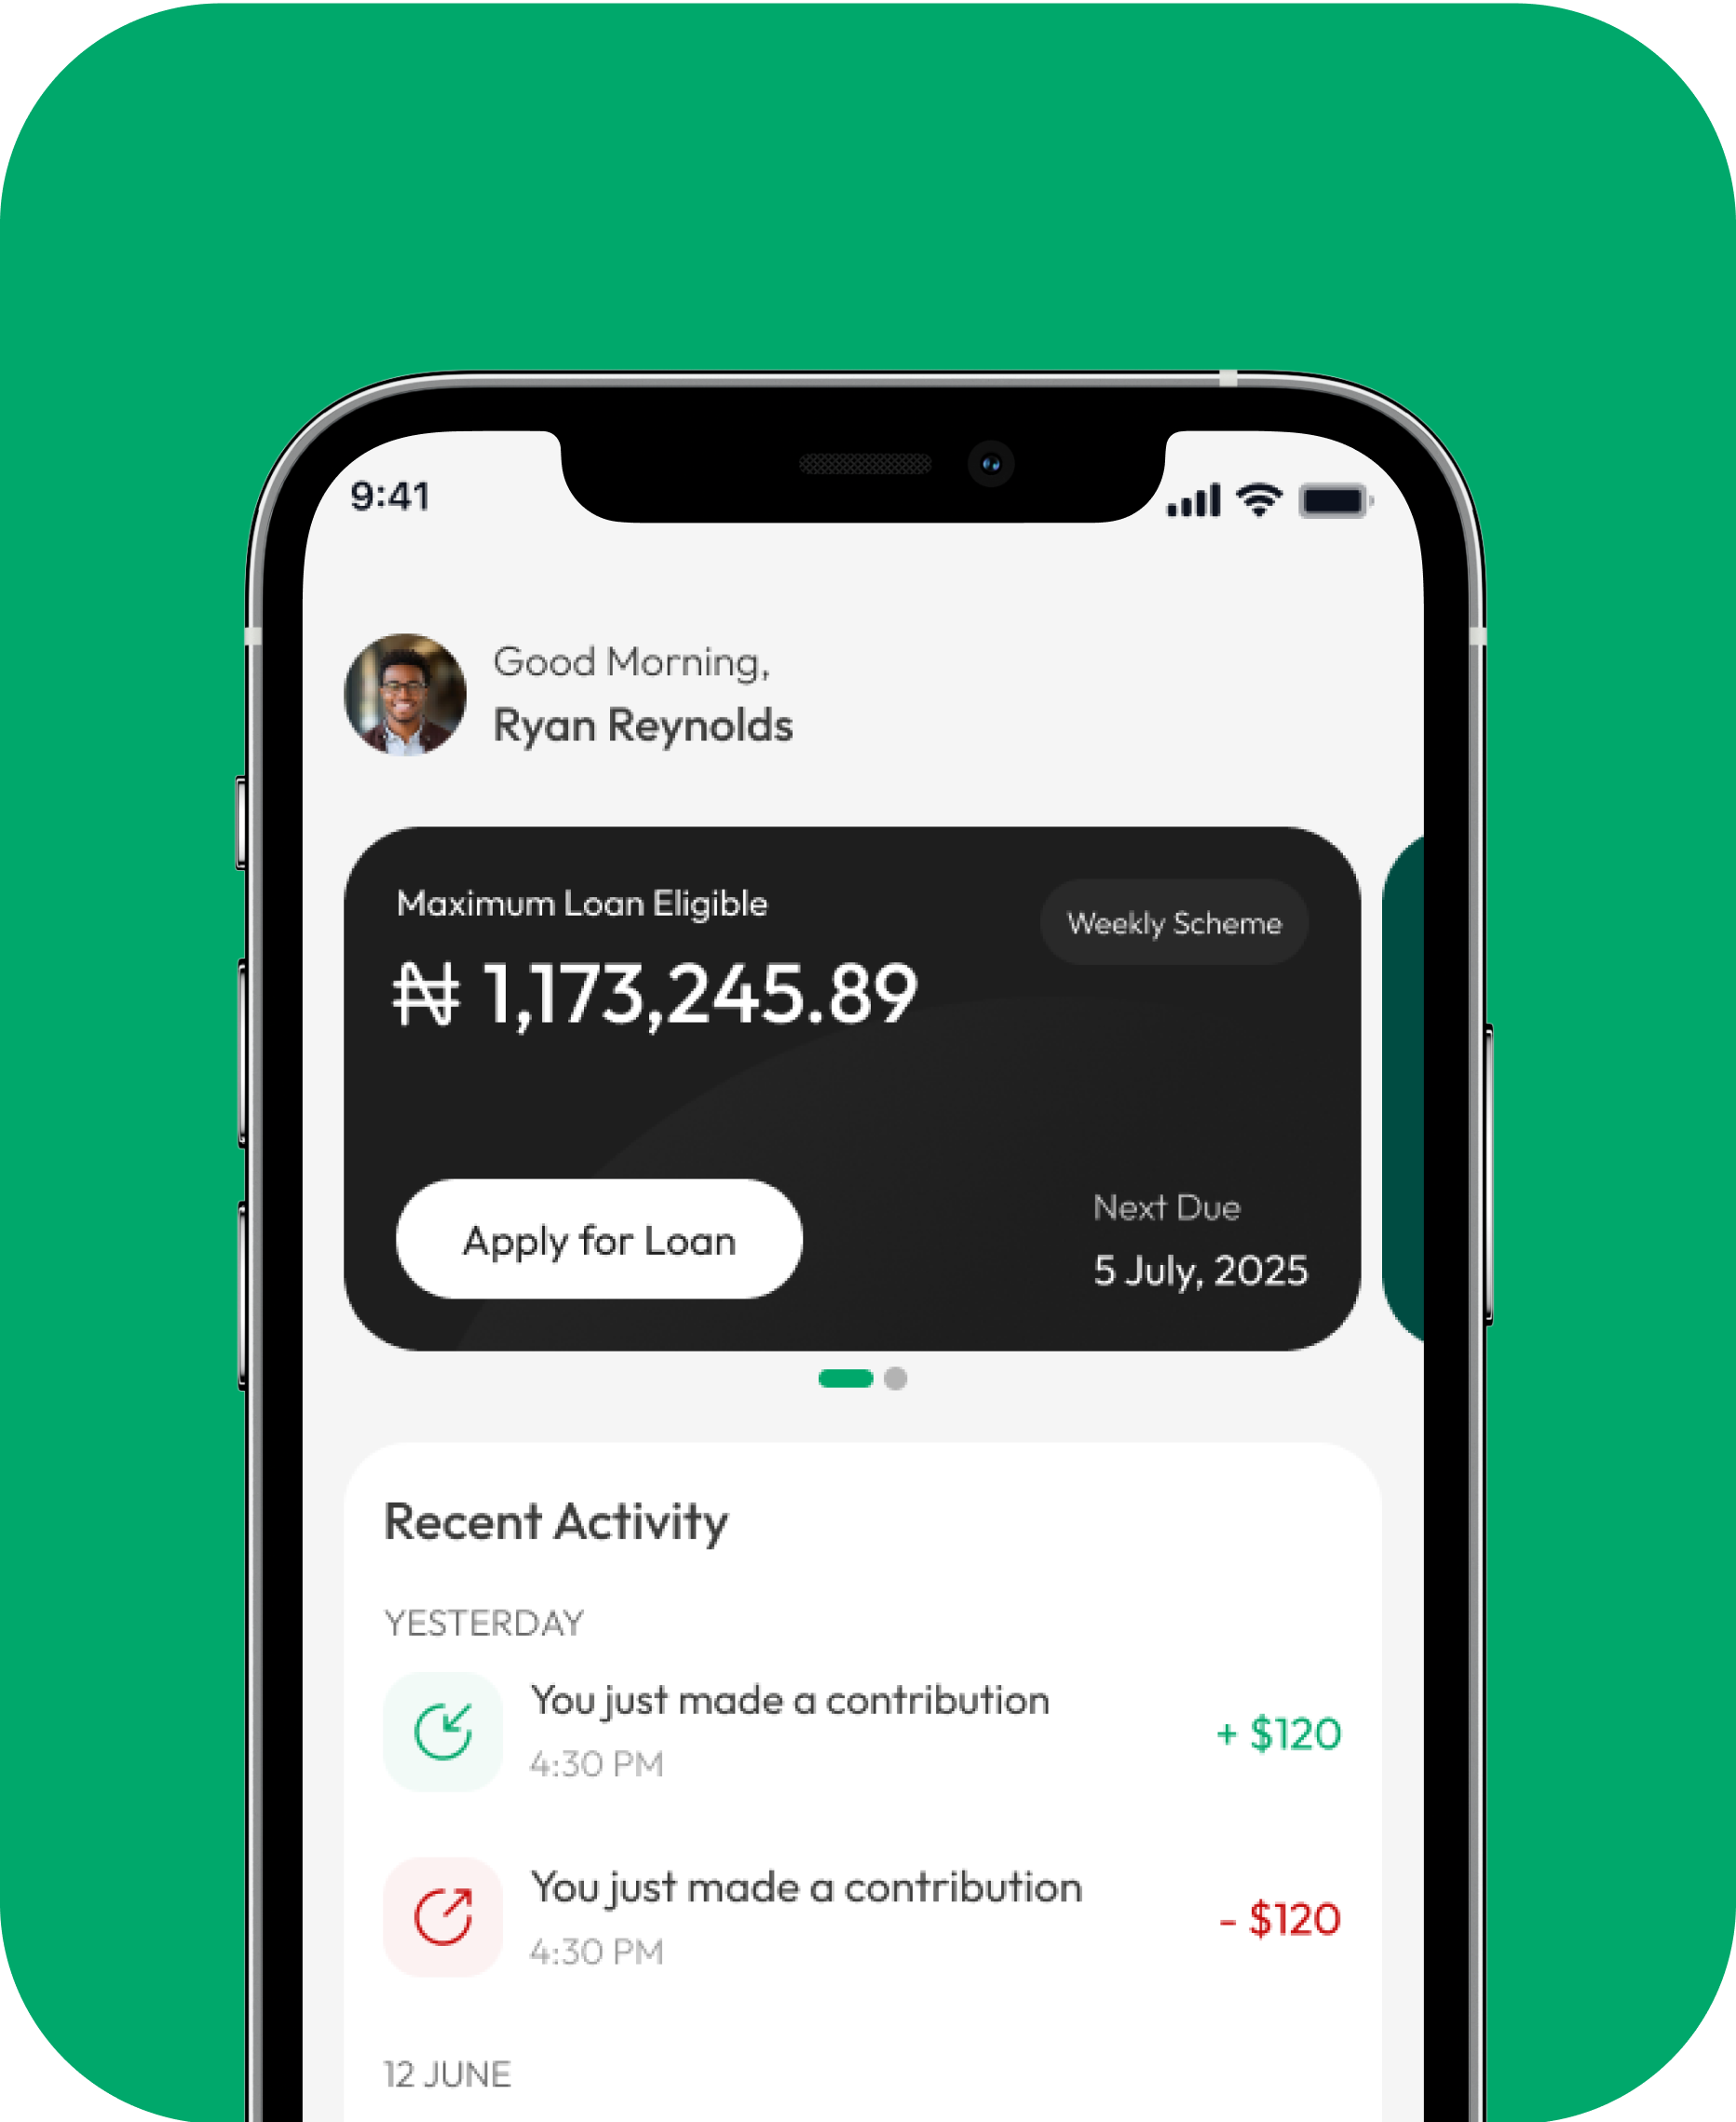 9:41
Good Morning,
Ryan Reynolds
Maximum Loan Eligible
Weekly Scheme
₦ 1,173,245.89
Apply for Loan
Next Due
5 July, 2025
Recent Activity
YESTERDAY
You just made a contribution
4:30 PM
+ $120
You just made a contribution
4:30 PM
- $120
12 JUNE